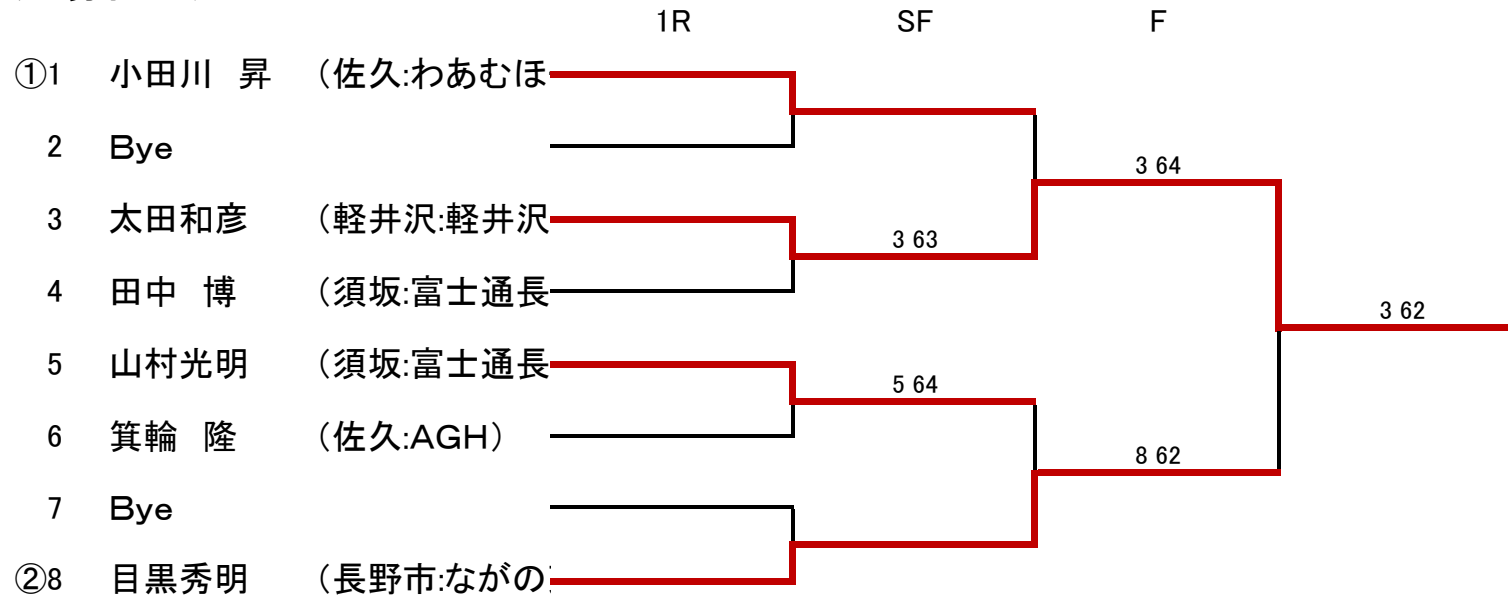 1R SF F
①1 小田川 昇 (佐久:わあむほ
2 Bye
3 64
3 太田和彦 (軽井沢:軽井沢
3 63
4 田中 博 (須坂:富士通長
3 62
5 山村光明 (須坂:富士通長
5 64
6 箕輪 隆 (佐久:AGH)
8 62
7 Bye
②8 目黒秀明 (長野市:ながの